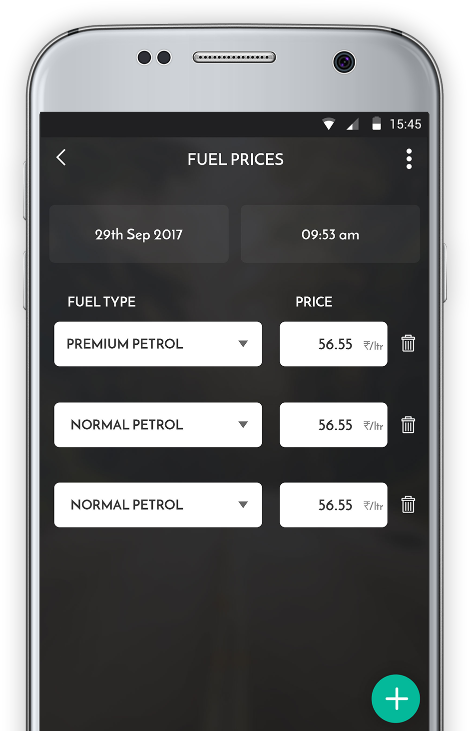 15:45
FUEL PRICES
29th Sep 2017 09:53 am
FUEL TYPE PRICE
PREMIUM PETROL 56.55 ₹/ltr
NORMAL PETROL 56.55 ₹/ltr
NORMAL PETROL 56.55 ₹/ltr